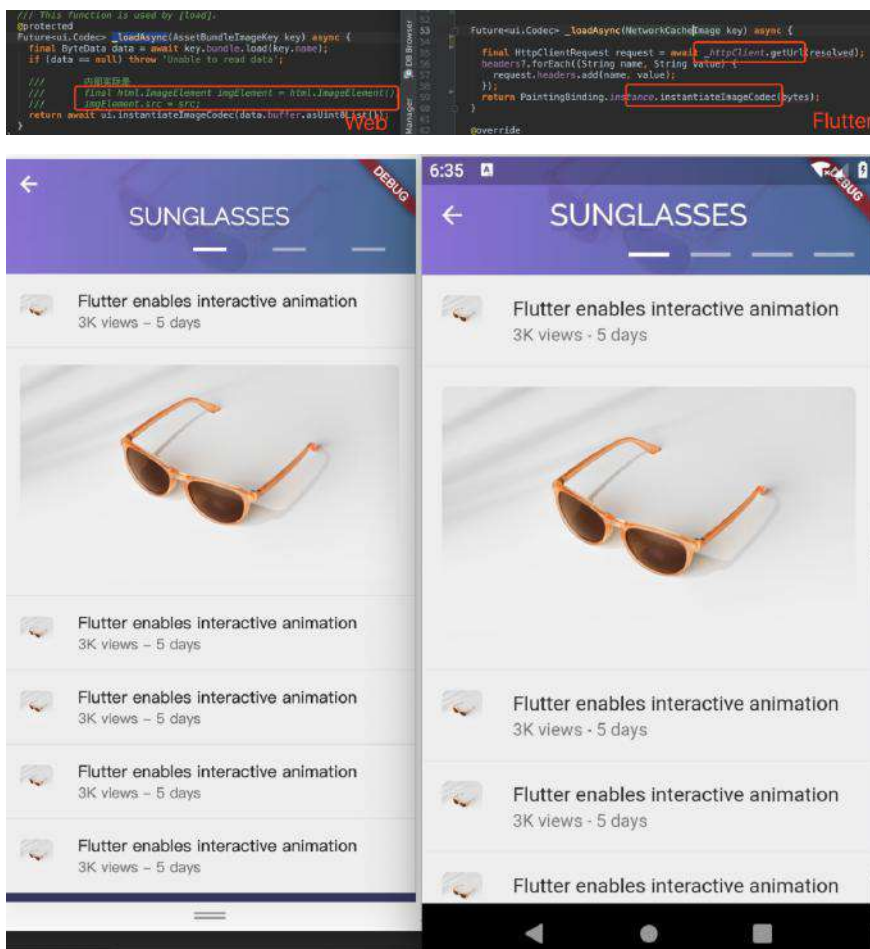 /// This function is used by [load].
@protected
Future<ui.Codec> _loadAsync(AssetBundleImageKey key) async {
final ByteData data = await key.bundle.load(key.name);
if (data == null) throw 'Unable to read data';
/// 内部实际是
/// final html.ImageElement imgElement = html.ImageElement()
/// imgElement.src = src;
return await ui.instantiateImageCodec(data.buffer.asUint8List());
}
Web
DB Browser
Manager
53
Future<ui.Codec> _loadAsync(NetworkCacheImage key) async {
final HttpClientRequest request = await _httpClient.getUrl(resolved);
headers?.forEach((String name, String value) {
request.headers.add(name, value);
});
return PaintingBinding.instance.instantiateImageCodec(bytes);
}
@override
Flutter
DEBUG
SUNGLASSES
Flutter enables interactive animation
3K views – 5 days
Flutter enables interactive animation
3K views – 5 days
Flutter enables interactive animation
3K views – 5 days
Flutter enables interactive animation
3K views – 5 days
Flutter enables interactive animation
3K views – 5 days
6:35 A
DEBUG
SUNGLASSES
Flutter enables interactive animation
3K views - 5 days
Flutter enables interactive animation
3K views - 5 days
Flutter enables interactive animation
3K views - 5 days
Flutter enables interactive animation